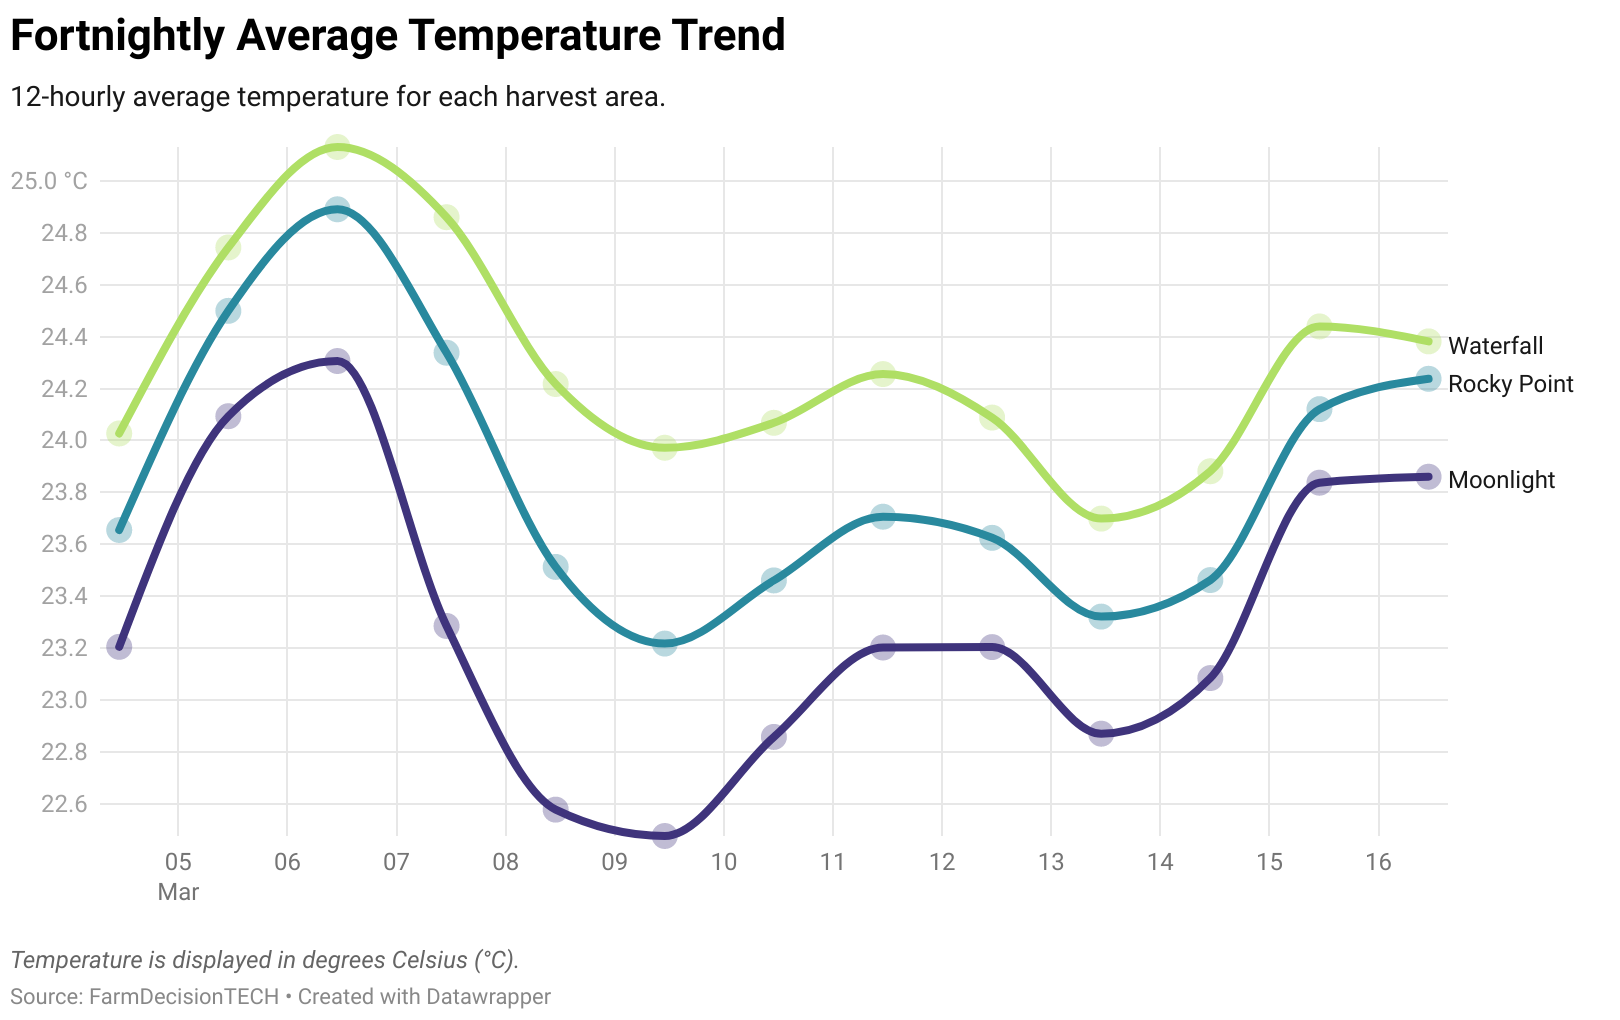 Fortnightly Average Temperature Trend
12-hourly average temperature for each harvest area.
25.0 °C
24.8
24.6
24.4
24.2
24.0
23.8
23.6
23.4
23.2
23.0
22.8
22.6
Waterfall
Rocky Point
Moonlight
05 06 07 08 09 10 11 12 13 14 15 16
Mar
Temperature is displayed in degrees Celsius (°C).
Source: FarmDecisionTECH • Created with Datawrapper